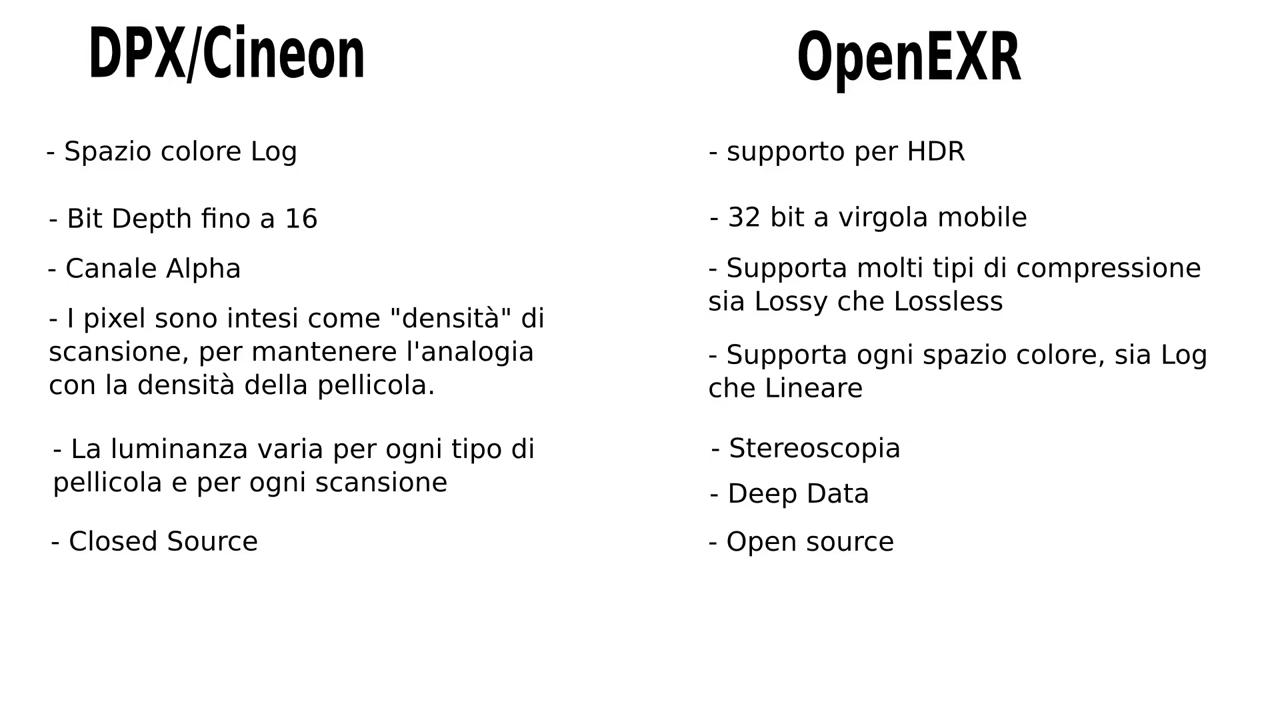 DPX/Cineon
- Spazio colore Log
- Bit Depth fino a 16
- Canale Alpha
- I pixel sono intesi come "densità" di
scansione, per mantenere l'analogia
con la densità della pellicola.
- La luminanza varia per ogni tipo di
pellicola e per ogni scansione
- Closed Source
OpenEXR
- supporto per HDR
- 32 bit a virgola mobile
- Supporta molti tipi di compressione
sia Lossy che Lossless
- Supporta ogni spazio colore, sia Log
che Lineare
- Stereoscopia
- Deep Data
- Open source